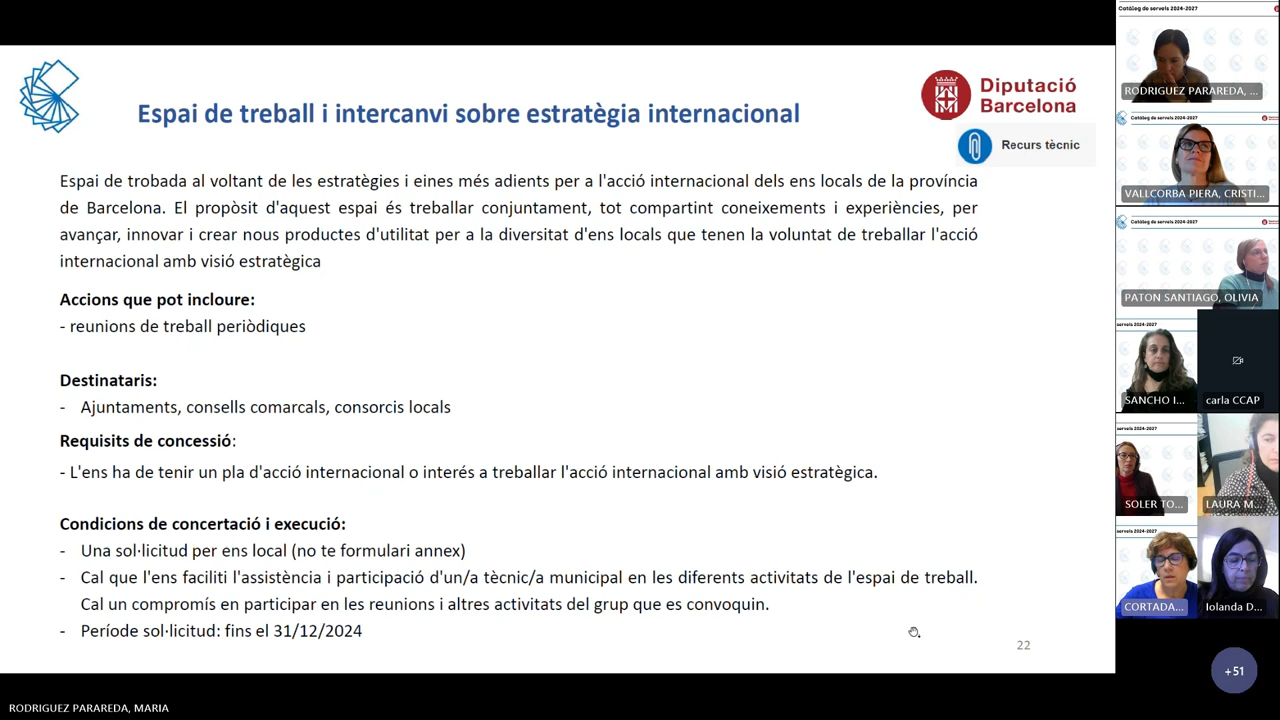 Espai de treball i intercanvi sobre estratègia internacional
Diputació
Barcelona
Recurs tècnic
Espai de trobada al voltant de les estratègies i eines més adients per a l'acció internacional dels ens locals de la província
de Barcelona. El propòsit d'aquest espai és treballar conjuntament, tot compartint coneixements i experiències, per
avançar, innovar i crear nous productes d'utilitat per a la diversitat d'ens locals que tenen la voluntat de treballar l'acció
internacional amb visió estratègica
Accions que pot incloure:
- reunions de treball periòdiques
Destinataris:
- Ajuntaments, consells comarcals, consorcis locals
Requisits de concessió:
- L'ens ha de tenir un pla d'acció internacional o interés a treballar l'acció internacional amb visió estratègica.
Condicions de concertació i execució:
- Una sol·licitud per ens local (no te formulari annex)
- Cal que l'ens faciliti l'assistència i participació d'un/a tècnic/a municipal en les diferents activitats de l'espai de treball.
Cal un compromís en participar en les reunions i altres activitats del grup que es convoquin.
- Període sol·licitud: fins el 31/12/2024
22
Catàleg de serveis 2024-2027
RODRIGUEZ PARAREDA, ...
Catàleg de serveis 2024-2027
VALLCORBA PIERA, CRISTI...
Catàleg de serveis 2024-2027
PATON SANTIAGO, OLIVIA
serveis 2024-2027
SANCHO I...
carla CCAP
serveis 2024-2027
SOLER TO...
LAURA M...
serveis 2024-2027
CORTADA...
Iolanda D...
+51
RODRIGUEZ PARAREDA, MARIA